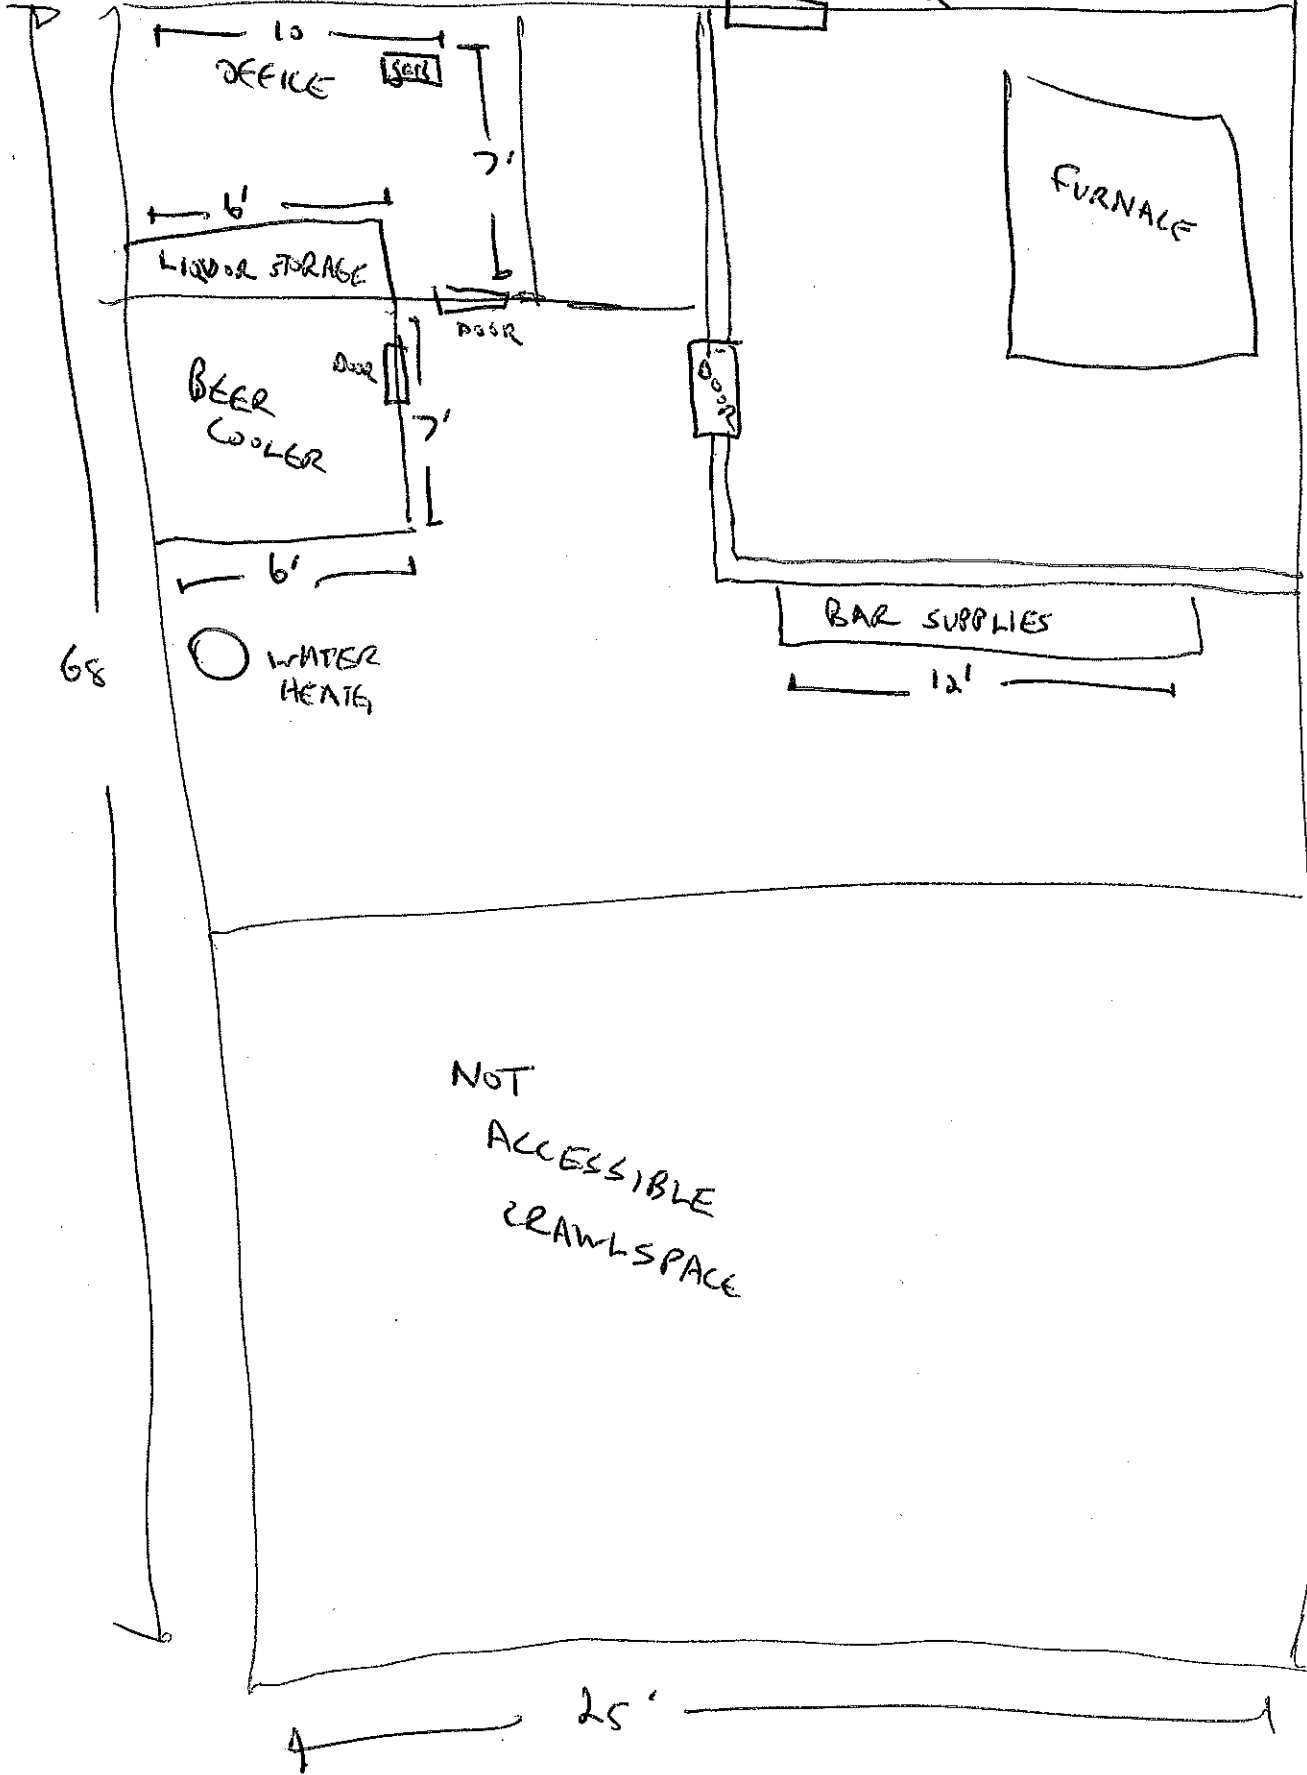 10
OFFICE
7'
6'
LIQUOR STORAGE
DOOR
DOOR
BEER
COOLER
7'
DOOR
FURNACE
6'
BAR SUPPLIES
12'
68
WATER
HEATE
NOT
ACCESSIBLE
CRAWLSPACE
25'